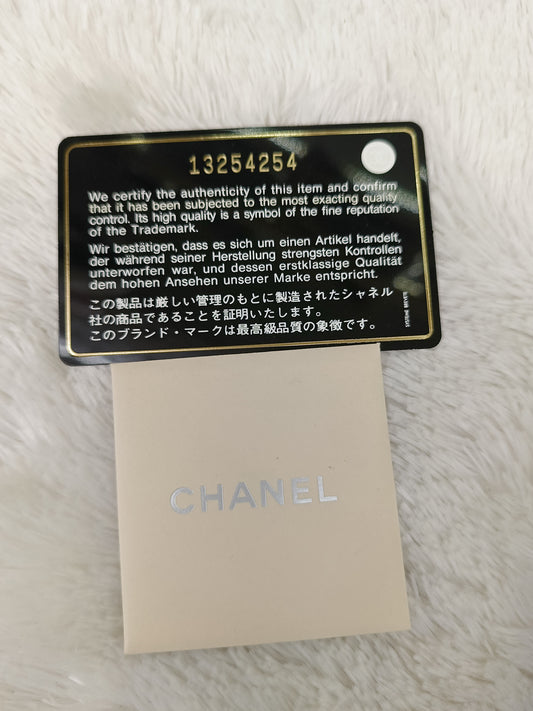 13254254
We certify the authenticity of this item and confirm
that it has been subjected to the most exacting quality
control. Its high quality is a symbol of the fine reputation
of the Trademark.
Wir bestätigen, dass es sich um einen Artikel handelt,
der während seiner Herstellung strengsten Kontrollen
unterworfen war, und dessen erstklassige Qualität
dem hohen Ansehen unserer Marke entspricht.
この製品は厳しい管理のもとに製造されたシャネル
社の商品であることを証明いたします。
このブランド・マークは最高級品質の象徴です。
CHANEL